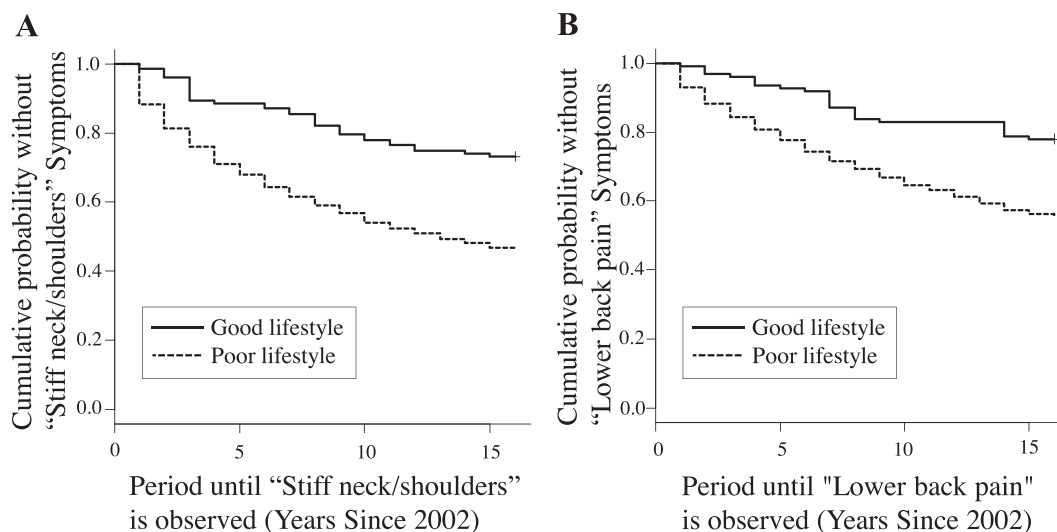 A
Cumulative probability without
“Stiff neck/shoulders” Symptoms
1.0
0.8
0.6
0.4
0.2
0.0
Good lifestyle
Poor lifestyle
0
5
10
15
Period until “Stiff neck/shoulders”
is observed (Years Since 2002)
B
Cumulative probability without
“Lower back pain” Symptoms
1.0
0.8
0.6
0.4
0.2
0.0
Good lifestyle
Poor lifestyle
0
5
10
15
Period until "Lower back pain"
is observed (Years Since 2002)